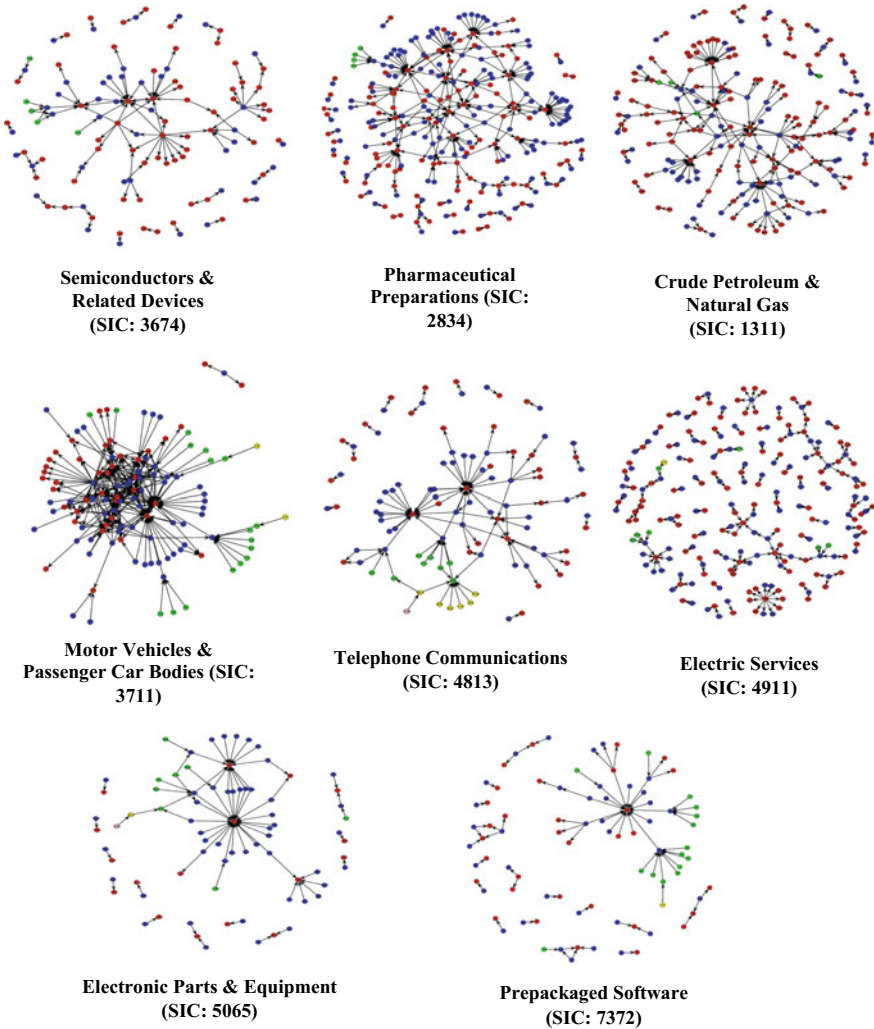 Semiconductors &
Related Devices
(SIC: 3674)
Pharmaceutical
Preparations (SIC:
2834)
Crude Petroleum &
Natural Gas
(SIC: 1311)
Motor Vehicles &
Passenger Car Bodies (SIC:
3711)
Telephone Communications
(SIC: 4813)
Electric Services
(SIC: 4911)
Electronic Parts & Equipment
(SIC: 5065)
Prepackaged Software
(SIC: 7372)